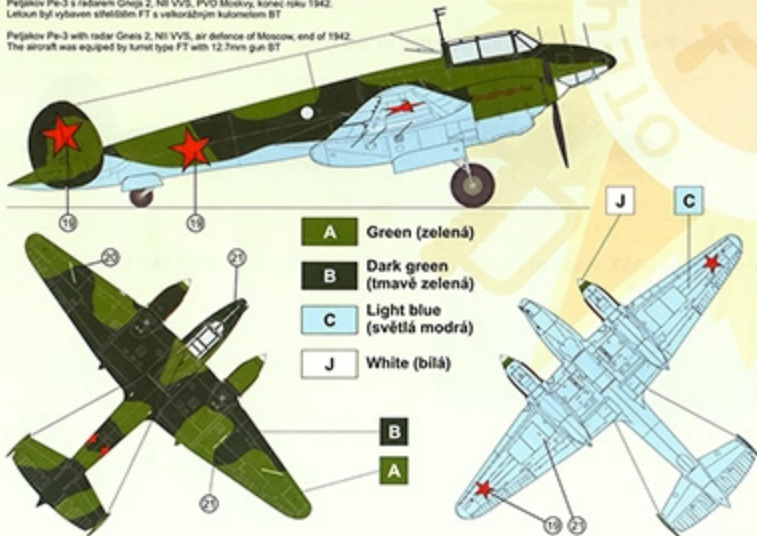 Petjakov Pe-3 s radarem Gnejs 2, NII VVS, PVO Moskvy, konec roku 1942.
Letoun byl vybaven střelištěm FT s velkorážným kulometem BT
Petjakov Pe-3 with radar Gneis 2, NII VVS, air defence of Moscow, end of 1942.
The aircraft was equiped by turret type FT with 12.7mm gun BT
19
19
A Green (zelená)
B Dark green
(tmavě zelená)
C Light blue
(světlá modrá)
J White (bílá)
20
21
B
A
21
J
C
19
21